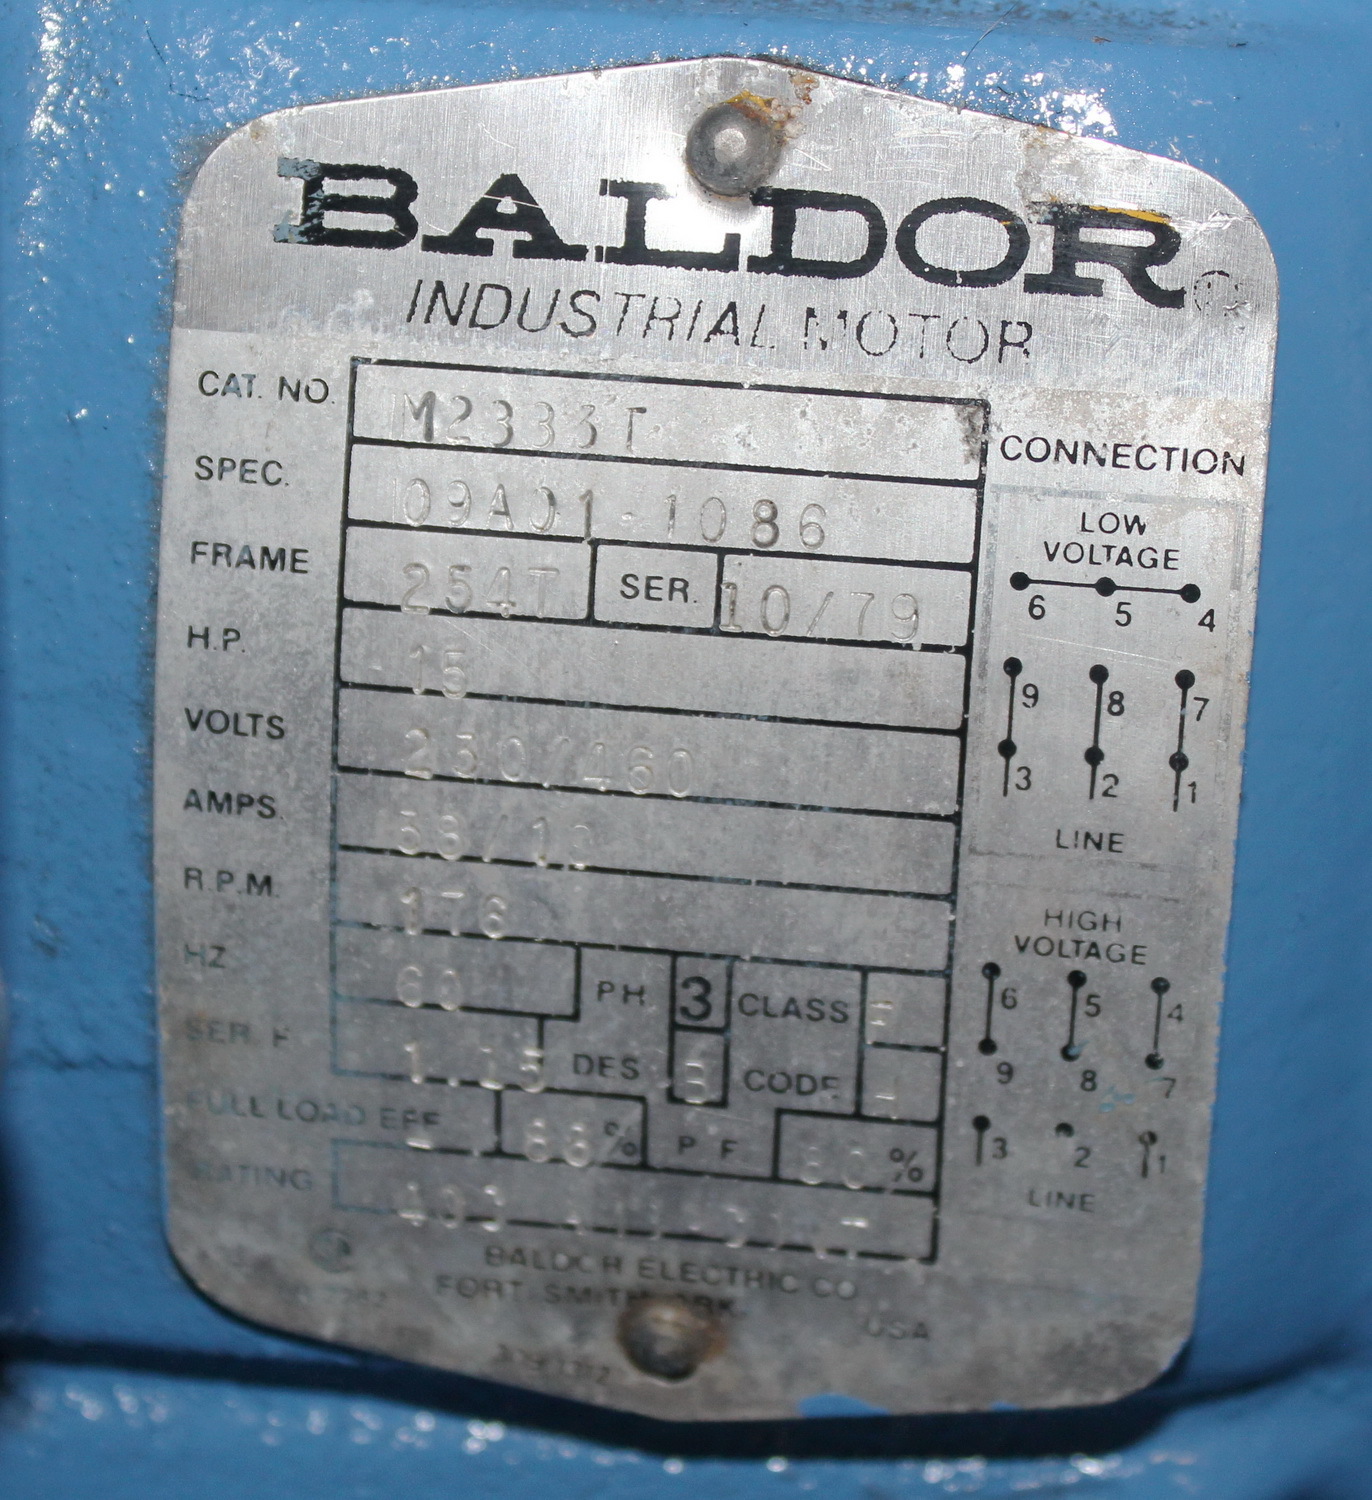 BALDOR
INDUSTRIAL MOTOR
CAT. NO. M2333T
SPEC. 09A01-1086
FRAME 254T SER. 10/79
H.P. 15
VOLTS 230/460
AMPS.
R.P.M.
HZ 60 PH. 3 CLASS
SER. F 1.15 DES B CODE
FULL LOAD EFF % P F %
RATING 40C
BALDOR ELECTRIC CO
FORT SMITH ARK.
USA
CONNECTION
LOW
VOLTAGE
6 5 4
9 8 7
3 2 1
LINE
HIGH
VOLTAGE
6 5 4
9 8 7
3 2 1
LINE